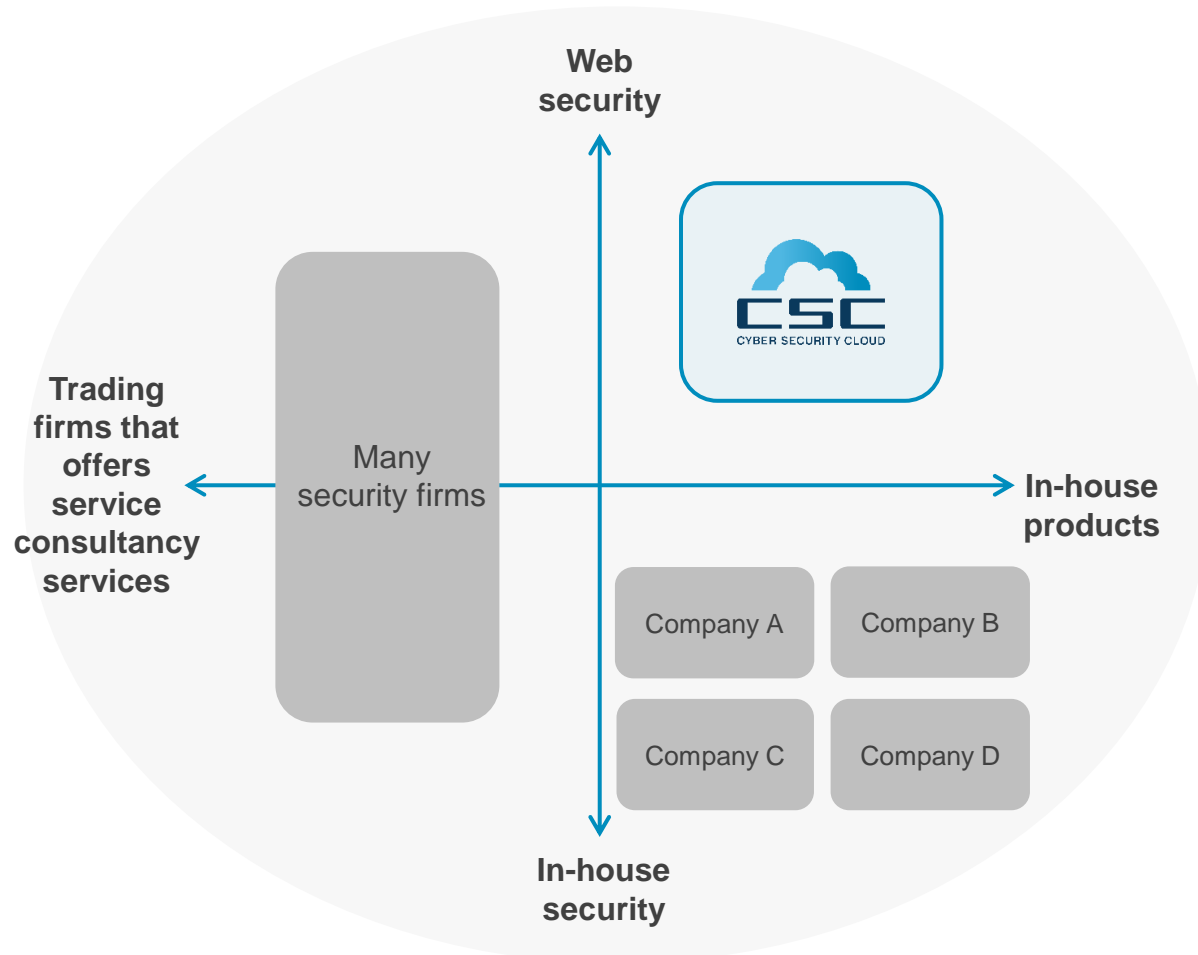 Web
security
CSC
CYBER SECURITY CLOUD
Trading
firms that
offers
service
consultancy
services
Many
security firms
In-house
products
Company A
Company B
Company C
Company D
In-house
security